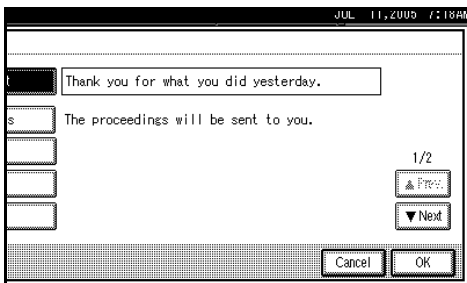 JUL 11,2005 7:18AM
t
Thank you for what you did yesterday.
s
The proceedings will be sent to you.
1/2
▲ Prev.
▼ Next
Cancel
OK